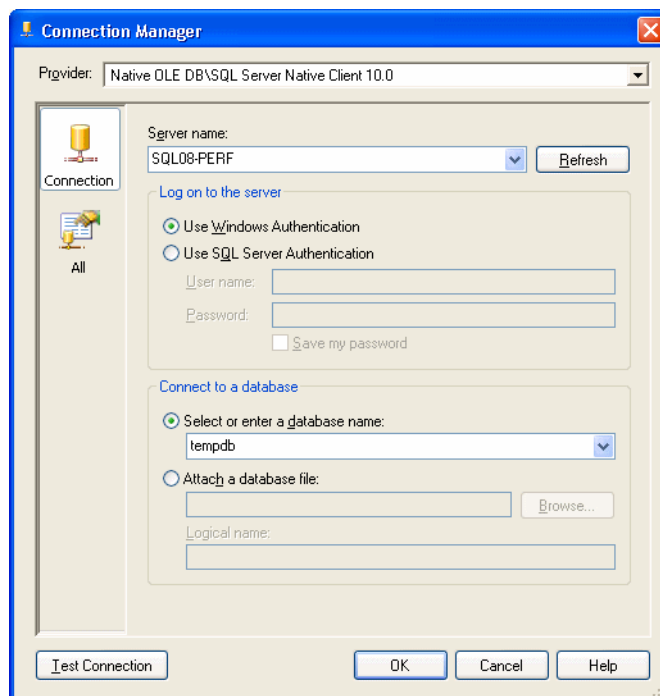 Connection Manager
Provider: Native OLE DB\SQL Server Native Client 10.0
Connection
All
Server name:
SQL08-PERF
Refresh
Log on to the server
Use Windows Authentication
Use SQL Server Authentication
User name:
Password:
Save my password
Connect to a database
Select or enter a database name:
tempdb
Attach a database file:
Browse...
Logical name:
Test Connection
OK
Cancel
Help